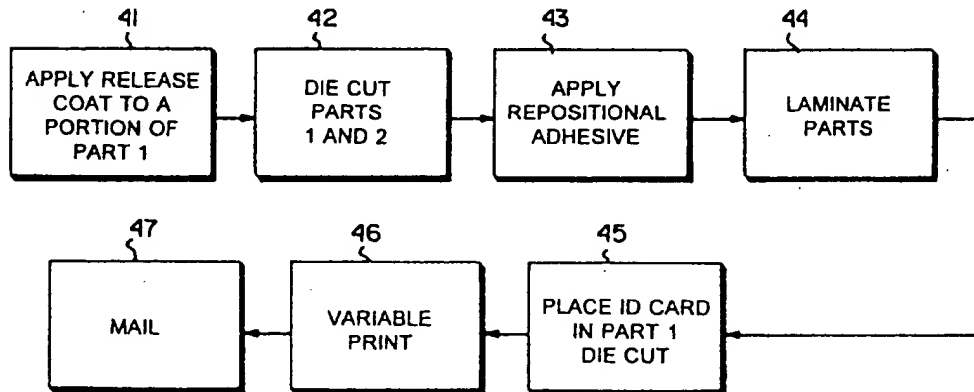 41
APPLY RELEASE
COAT TO A
PORTION OF
PART 1
42
DIE CUT
PARTS
1 AND 2
43
APPLY
REPOSITIONAL
ADHESIVE
44
LAMINATE
PARTS
45
PLACE ID CARD
IN PART 1
DIE CUT
46
VARIABLE
PRINT
47
MAIL